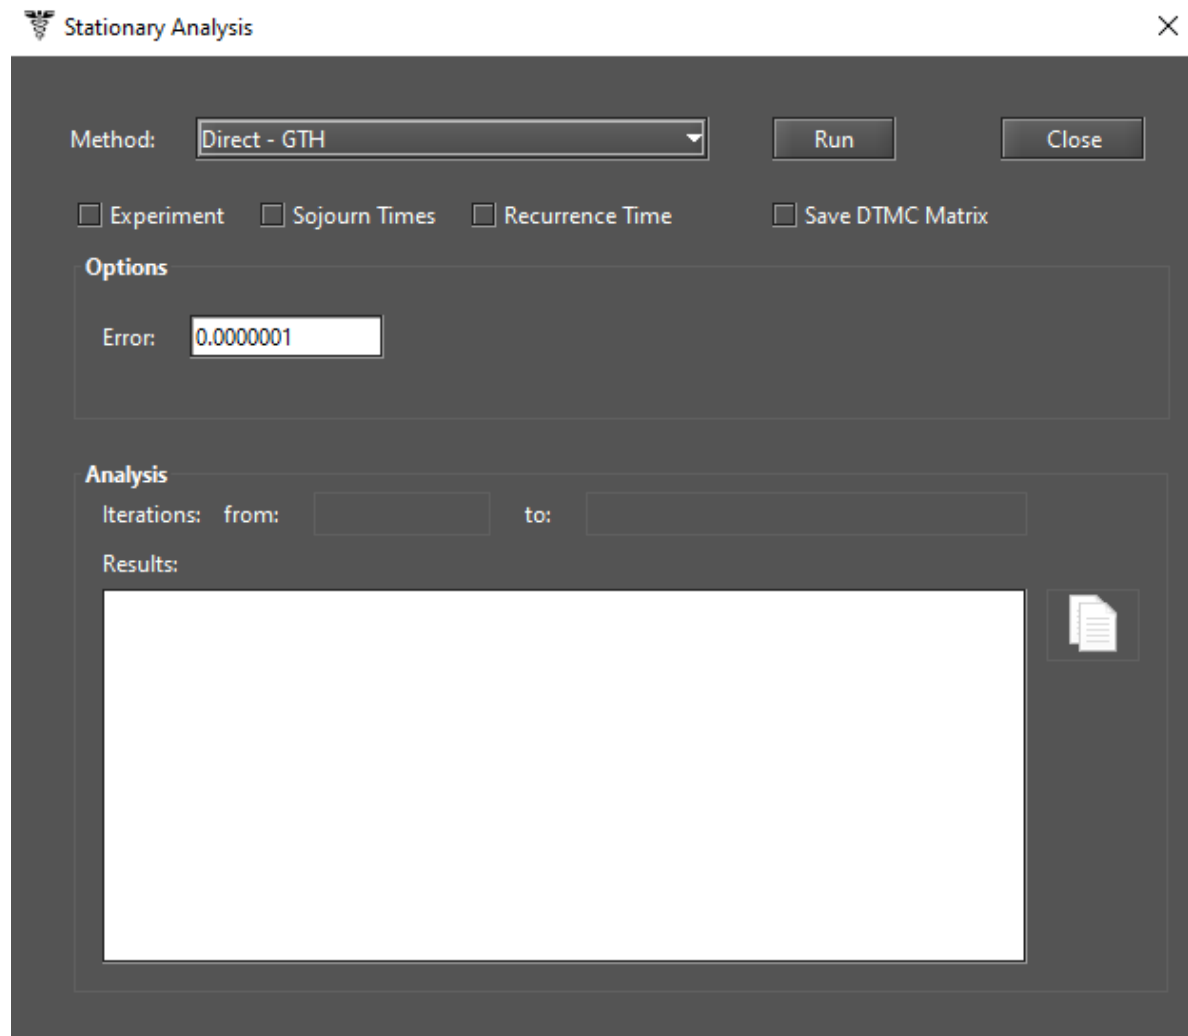 Stationary Analysis
Method: Direct - GTH Run Close
Experiment Sojourn Times Recurrence Time Save DTMC Matrix
Options
Error: 0.0000001
Analysis
Iterations: from: to:
Results: